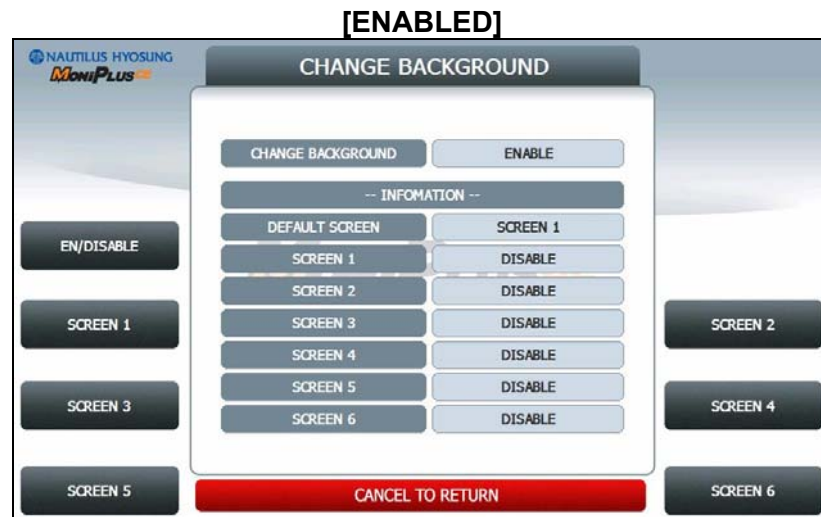 [ENABLED]
NAUTILUS HYOSUNG
MoniPlus CE
CHANGE BACKGROUND
CHANGE BACKGROUND ENABLE
-- INFOMATION --
DEFAULT SCREEN SCREEN 1
SCREEN 1 DISABLE
SCREEN 2 DISABLE
SCREEN 3 DISABLE
SCREEN 4 DISABLE
SCREEN 5 DISABLE
SCREEN 6 DISABLE
EN/DISABLE
SCREEN 1
SCREEN 2
SCREEN 3
SCREEN 4
SCREEN 5
CANCEL TO RETURN
SCREEN 6